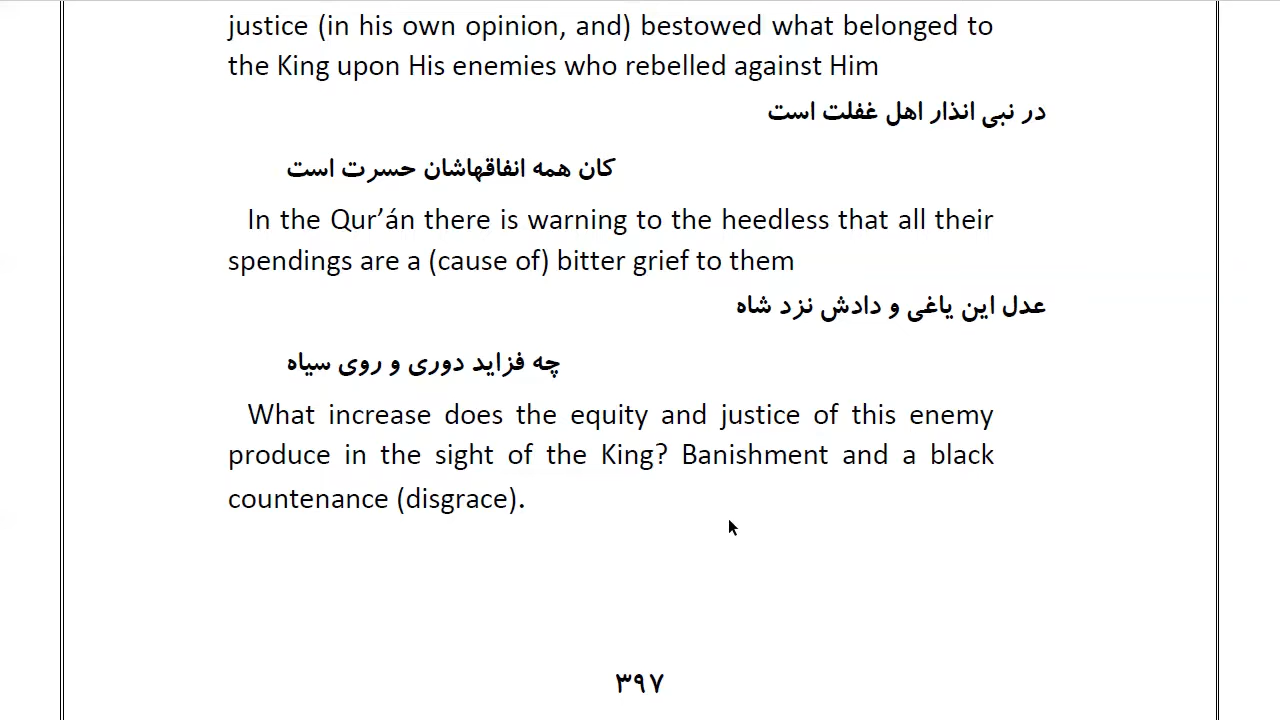 justice (in his own opinion, and) bestowed what belonged to
the King upon His enemies who rebelled against Him
در نبی انذار اهل غفلت است
کان همه انفاقهاشان حسرت است
In the Qur’án there is warning to the heedless that all their
spendings are a (cause of) bitter grief to them
عدل این یاغی و دادش نزد شاه
چه فزاید دوری و روی سیاه
What increase does the equity and justice of this enemy
produce in the sight of the King? Banishment and a black
countenance (disgrace).
۳۹۷